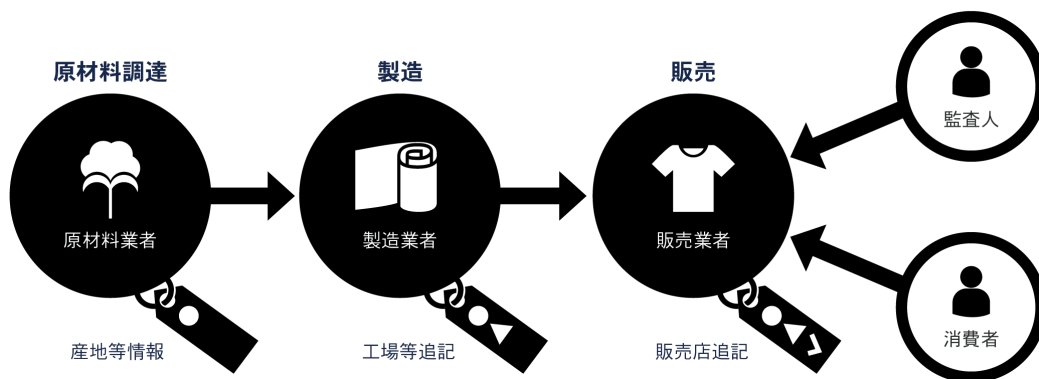 原材料調達
製造
販売
監査人
原材料業者
製造業者
販売業者
消費者
産地等情報
工場等追記
販売店追記